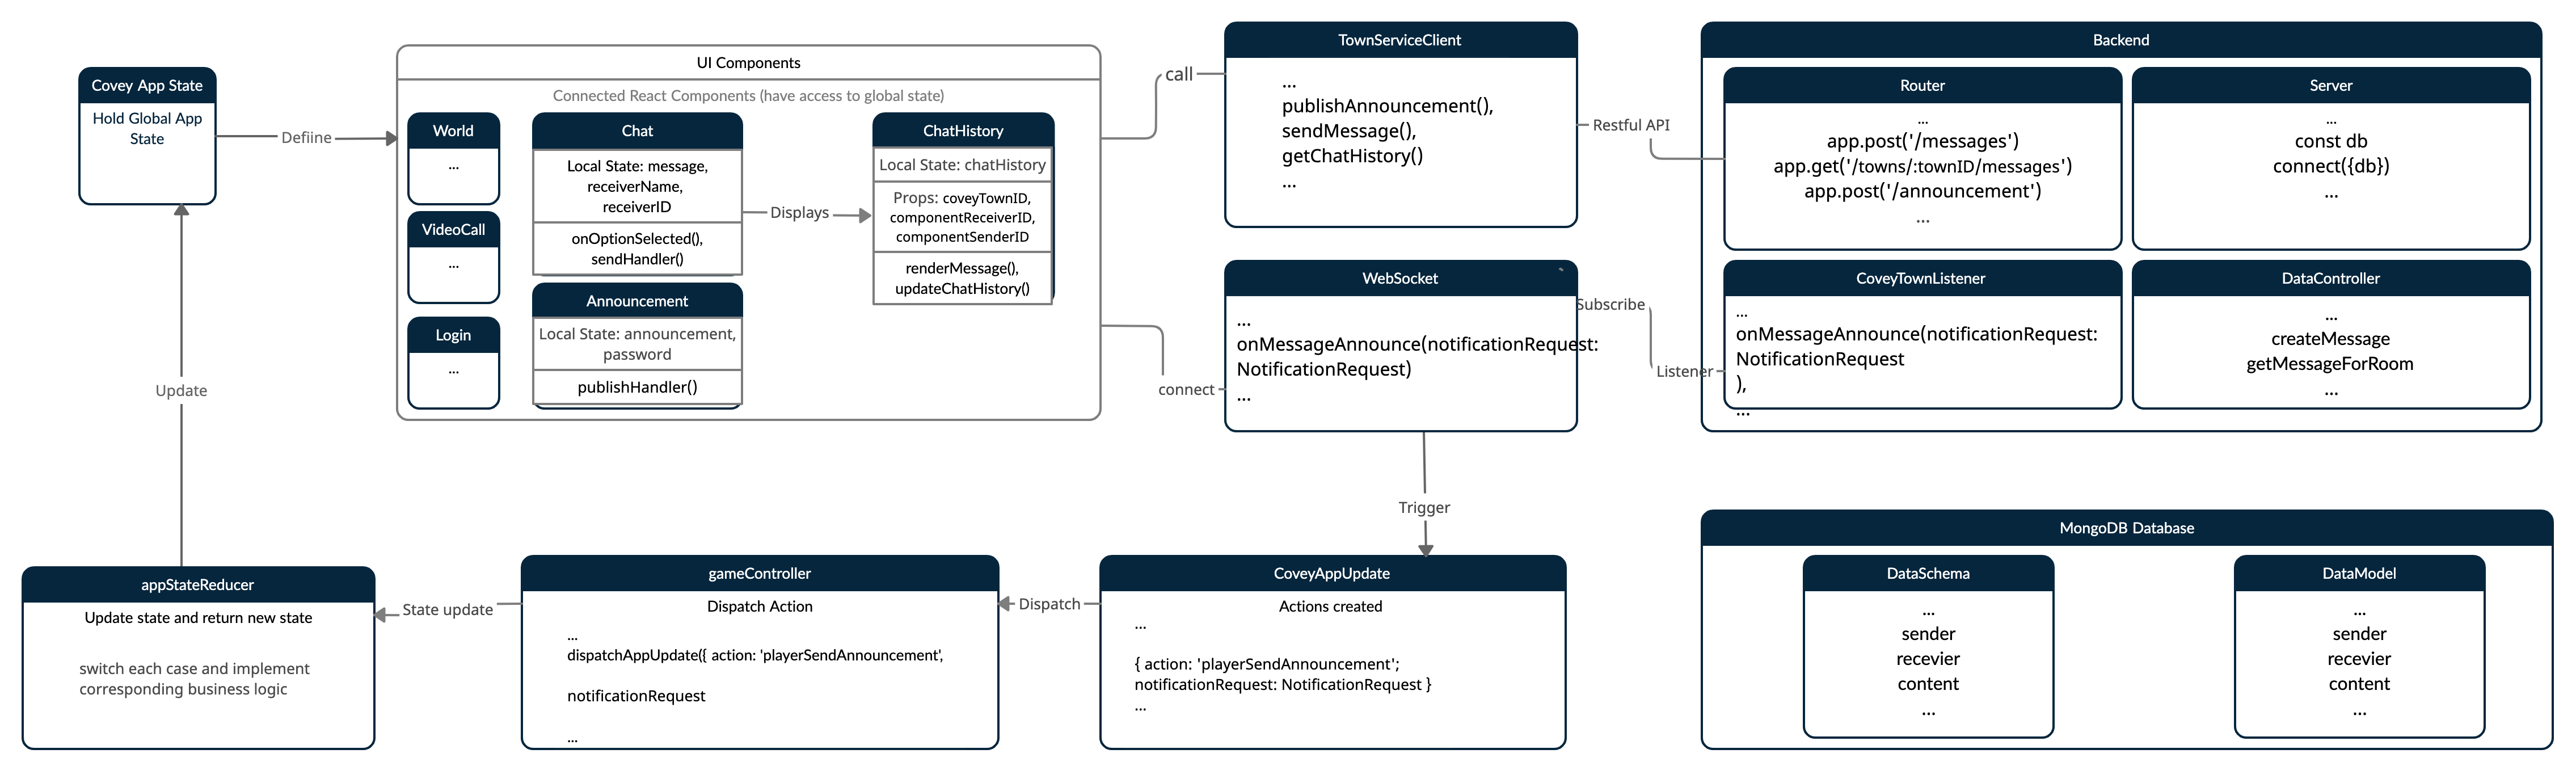 Covey App State
Hold Global App
State
Defiine
UI Components
Connected React Components (have access to global state)
World
...
VideoCall
...
Login
...
Chat
Local State: message,
receiverName,
receiverID
onOptionSelected(),
sendHandler()
Announcement
Local State: announcement,
password
publishHandler()
Displays
ChatHistory
Local State: chatHistory
Props: coveyTownID,
componentReceiverID,
componentSenderID
renderMessage(),
updateChatHistory()
call
connect
TownServiceClient
...
publishAnnouncement(),
sendMessage(),
getChatHistory()
...
Restful API
WebSocket
`
...
onMessageAnnounce(notificationRequest:
NotificationRequest)
...
Subscribe
Listener
Backend
Router
...
app.post('/messages')
app.get('/towns/:townID/messages')
app.post('/announcement')
...
Server
...
const db
connect({db})
...
CoveyTownListener
...
onMessageAnnounce(notificationRequest:
NotificationRequest
),
...
DataController
...
createMessage
getMessageForRoom
...
Update
Trigger
appStateReducer
Update state and return new state
switch each case and implement
corresponding business logic
State update
gameController
Dispatch Action
...
dispatchAppUpdate({ action: 'playerSendAnnouncement',
notificationRequest
...
Dispatch
CoveyAppUpdate
Actions created
...
{ action: 'playerSendAnnouncement';
notificationRequest: NotificationRequest }
...
MongoDB Database
DataSchema
...
sender
recevier
content
...
DataModel
...
sender
recevier
content
...